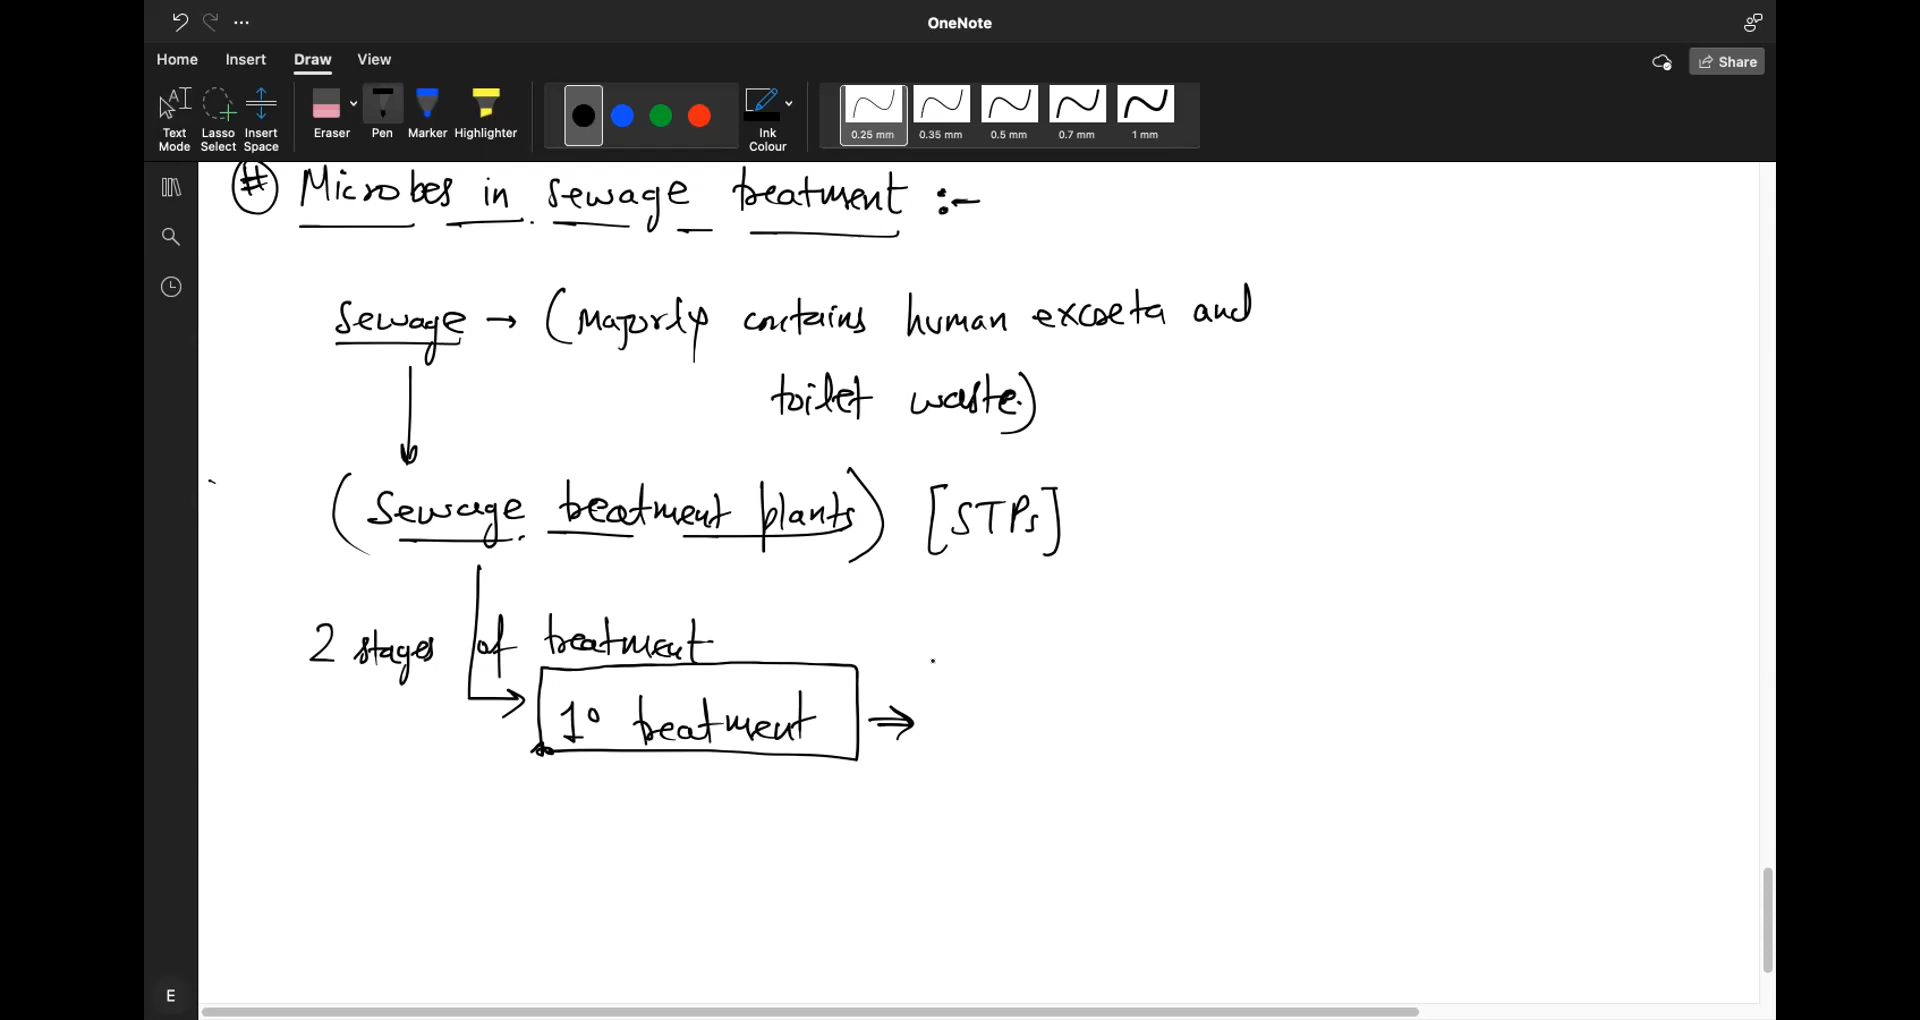 OneNote
Home Insert Draw View
Share
Text Mode Lasso Select Insert Space Eraser Pen Marker Highlighter Ink Colour 0.25 mm 0.35 mm 0.5 mm 0.7 mm 1 mm
# Microbes in sewage treatment :-
Sewage → (Majorly contains human excreta and
toilet waste.)
(Sewage treatment plants) [STPs]
2 stages of treatment
1° treatment ⇒
E